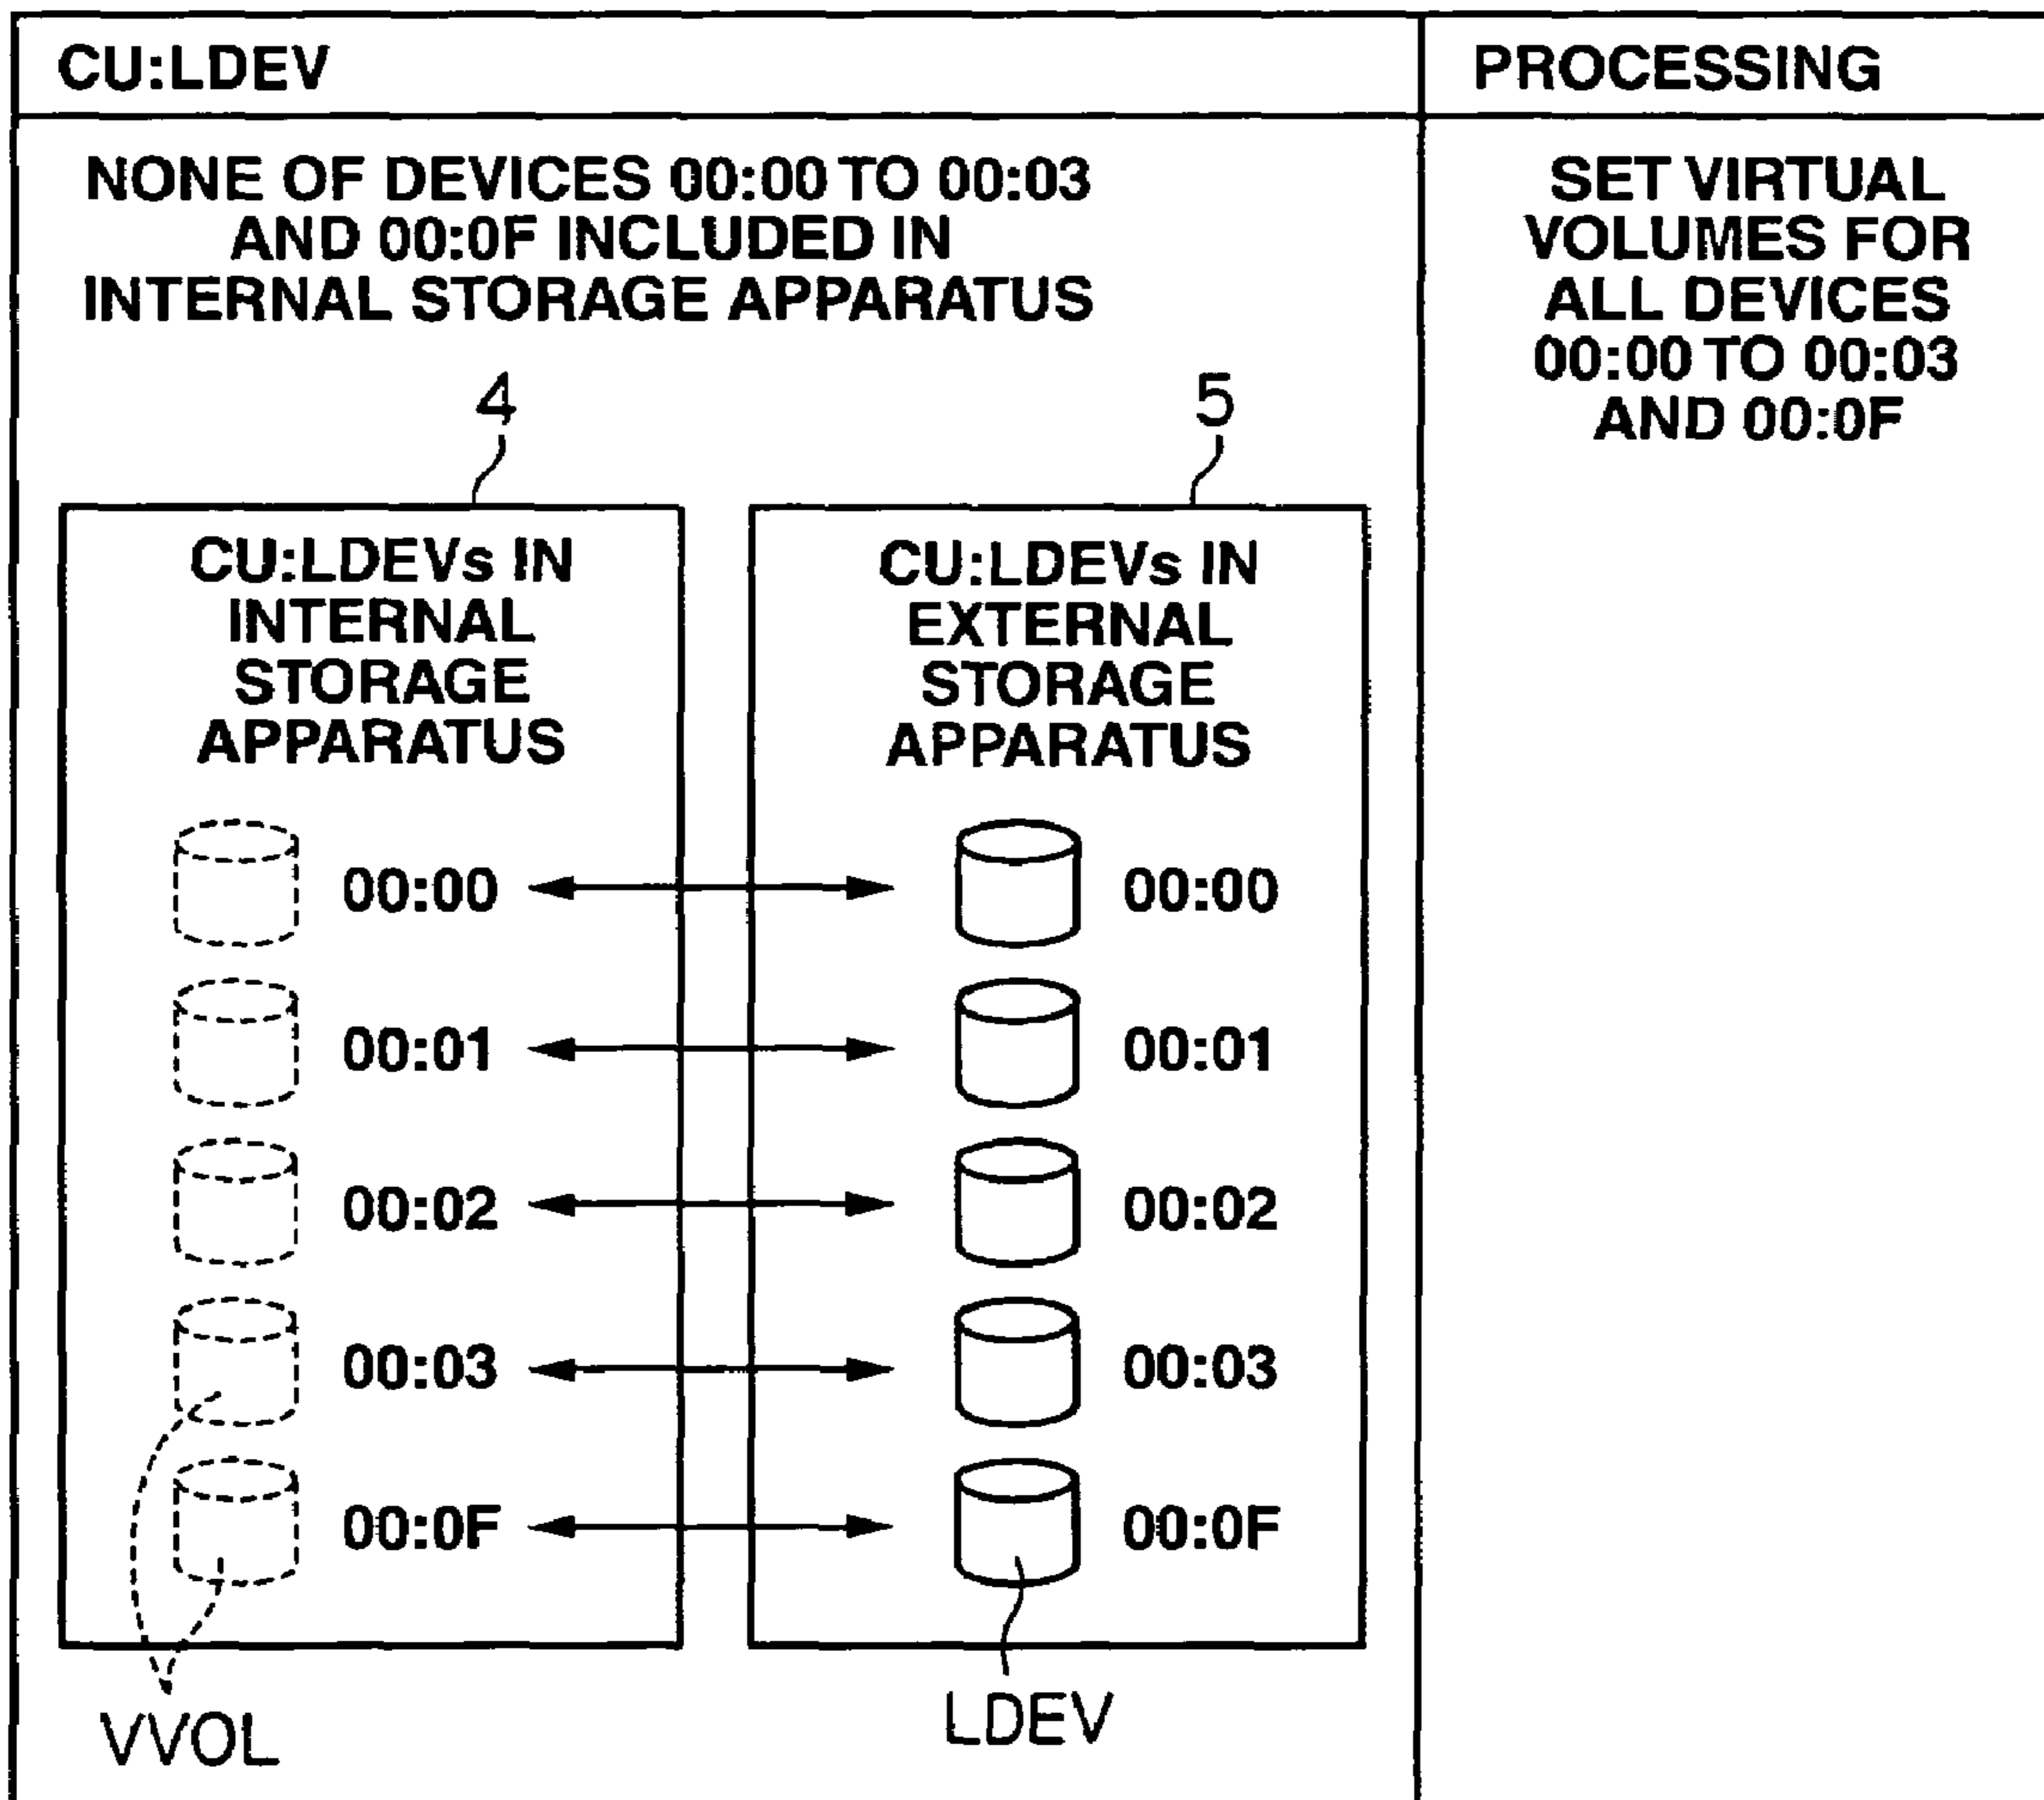 CU:LDEV
PROCESSING
NONE OF DEVICES 00:00 TO 00:03
AND 00:0F INCLUDED IN
INTERNAL STORAGE APPARATUS
SET VIRTUAL
VOLUMES FOR
ALL DEVICES
00:00 TO 00:03
AND 00:0F
4
5
CU:LDEVs IN
INTERNAL
STORAGE
APPARATUS
CU:LDEVs IN
EXTERNAL
STORAGE
APPARATUS
00:00
00:00
00:01
00:01
00:02
00:02
00:03
00:03
00:0F
00:0F
VVOL
LDEV